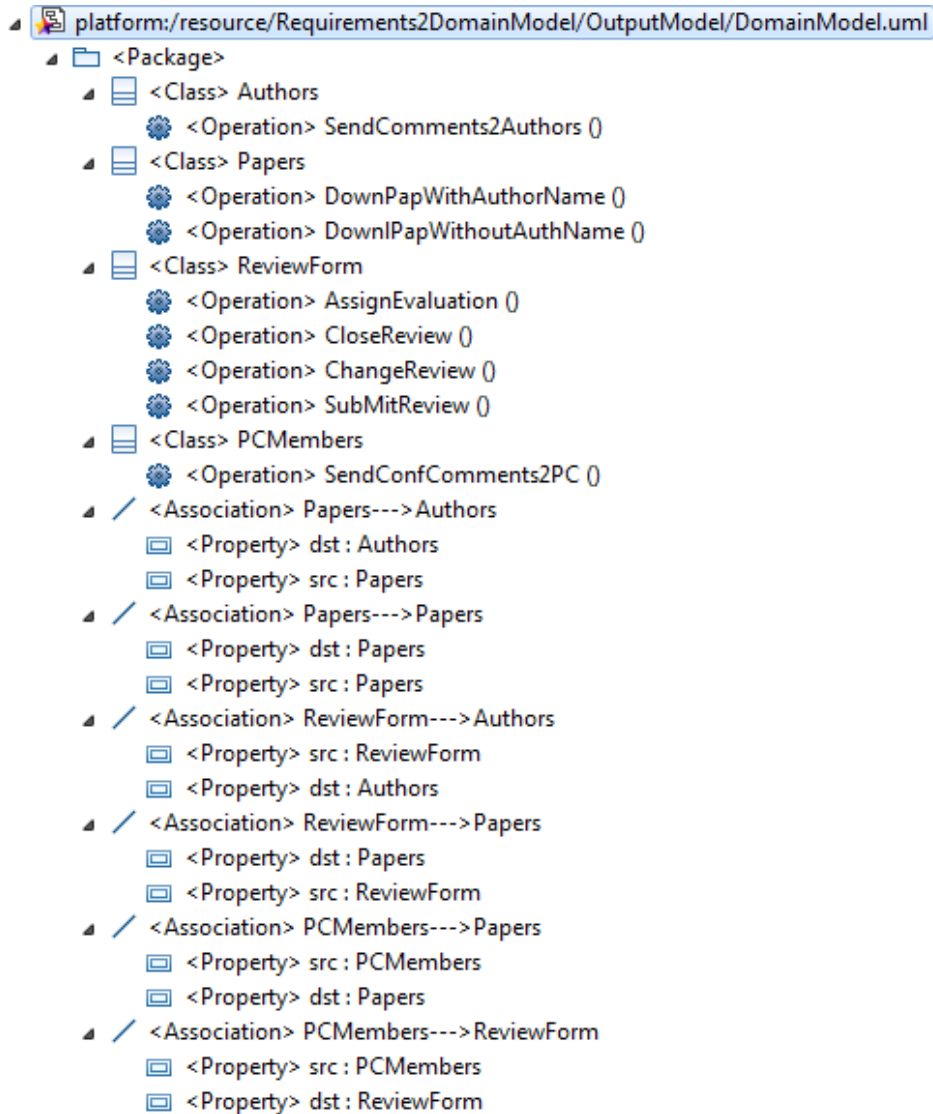 platform:/resource/Requirements2DomainModel/OutputModel/DomainModel.uml
<Package>
<Class> Authors
<Operation> SendComments2Authors ()
<Class> Papers
<Operation> DownPapWithAuthorName ()
<Operation> DownlPapWithoutAuthName ()
<Class> ReviewForm
<Operation> AssignEvaluation ()
<Operation> CloseReview ()
<Operation> ChangeReview ()
<Operation> SubMitReview ()
<Class> PCMembers
<Operation> SendConfComments2PC ()
<Association> Papers--->Authors
<Property> dst : Authors
<Property> src : Papers
<Association> Papers--->Papers
<Property> dst : Papers
<Property> src : Papers
<Association> ReviewForm--->Authors
<Property> src : ReviewForm
<Property> dst : Authors
<Association> ReviewForm--->Papers
<Property> dst : Papers
<Property> src : ReviewForm
<Association> PCMembers--->Papers
<Property> src : PCMembers
<Property> dst : Papers
<Association> PCMembers--->ReviewForm
<Property> src : PCMembers
<Property> dst : ReviewForm